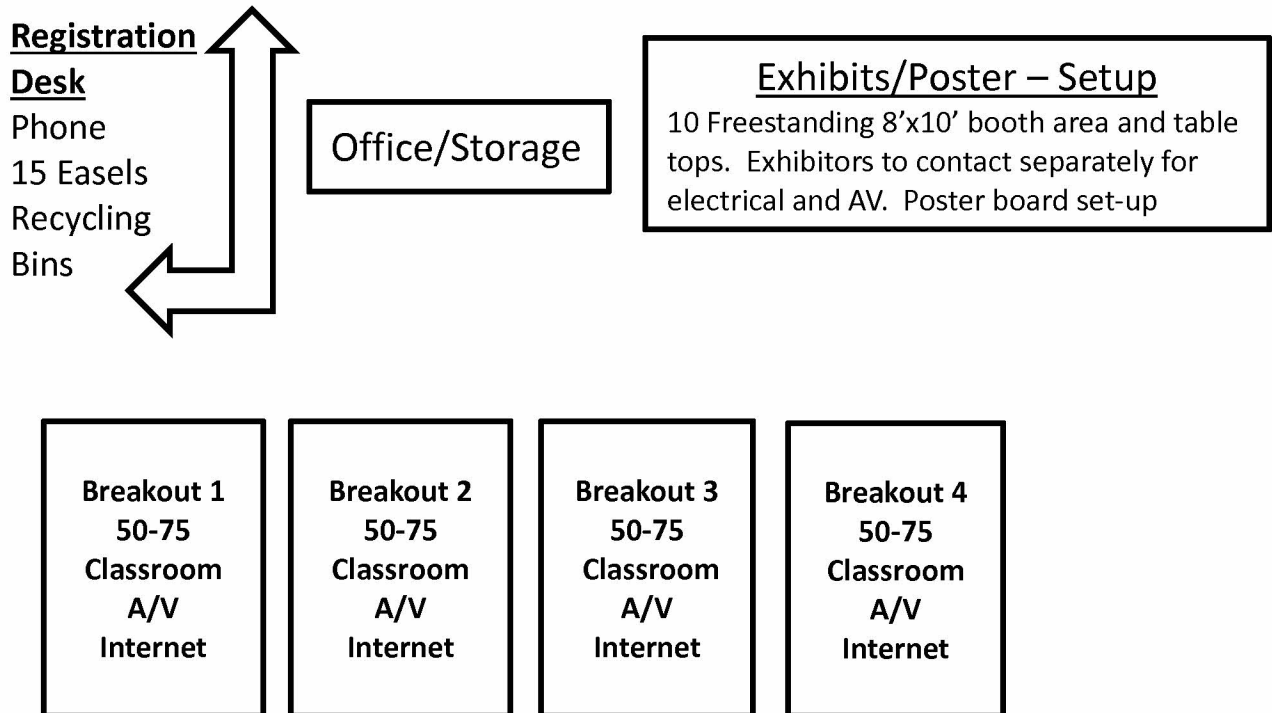 Registration
Desk
Phone
15 Easels
Recycling
Bins
Office/Storage
Exhibits/Poster – Setup
10 Freestanding 8’x10’ booth area and table
tops.  Exhibitors to contact separately for
electrical and AV.  Poster board set-up
Breakout 1
50-75
Classroom
A/V
Internet
Breakout 2
50-75
Classroom
A/V
Internet
Breakout 3
50-75
Classroom
A/V
Internet
Breakout 4
50-75
Classroom
A/V
Internet